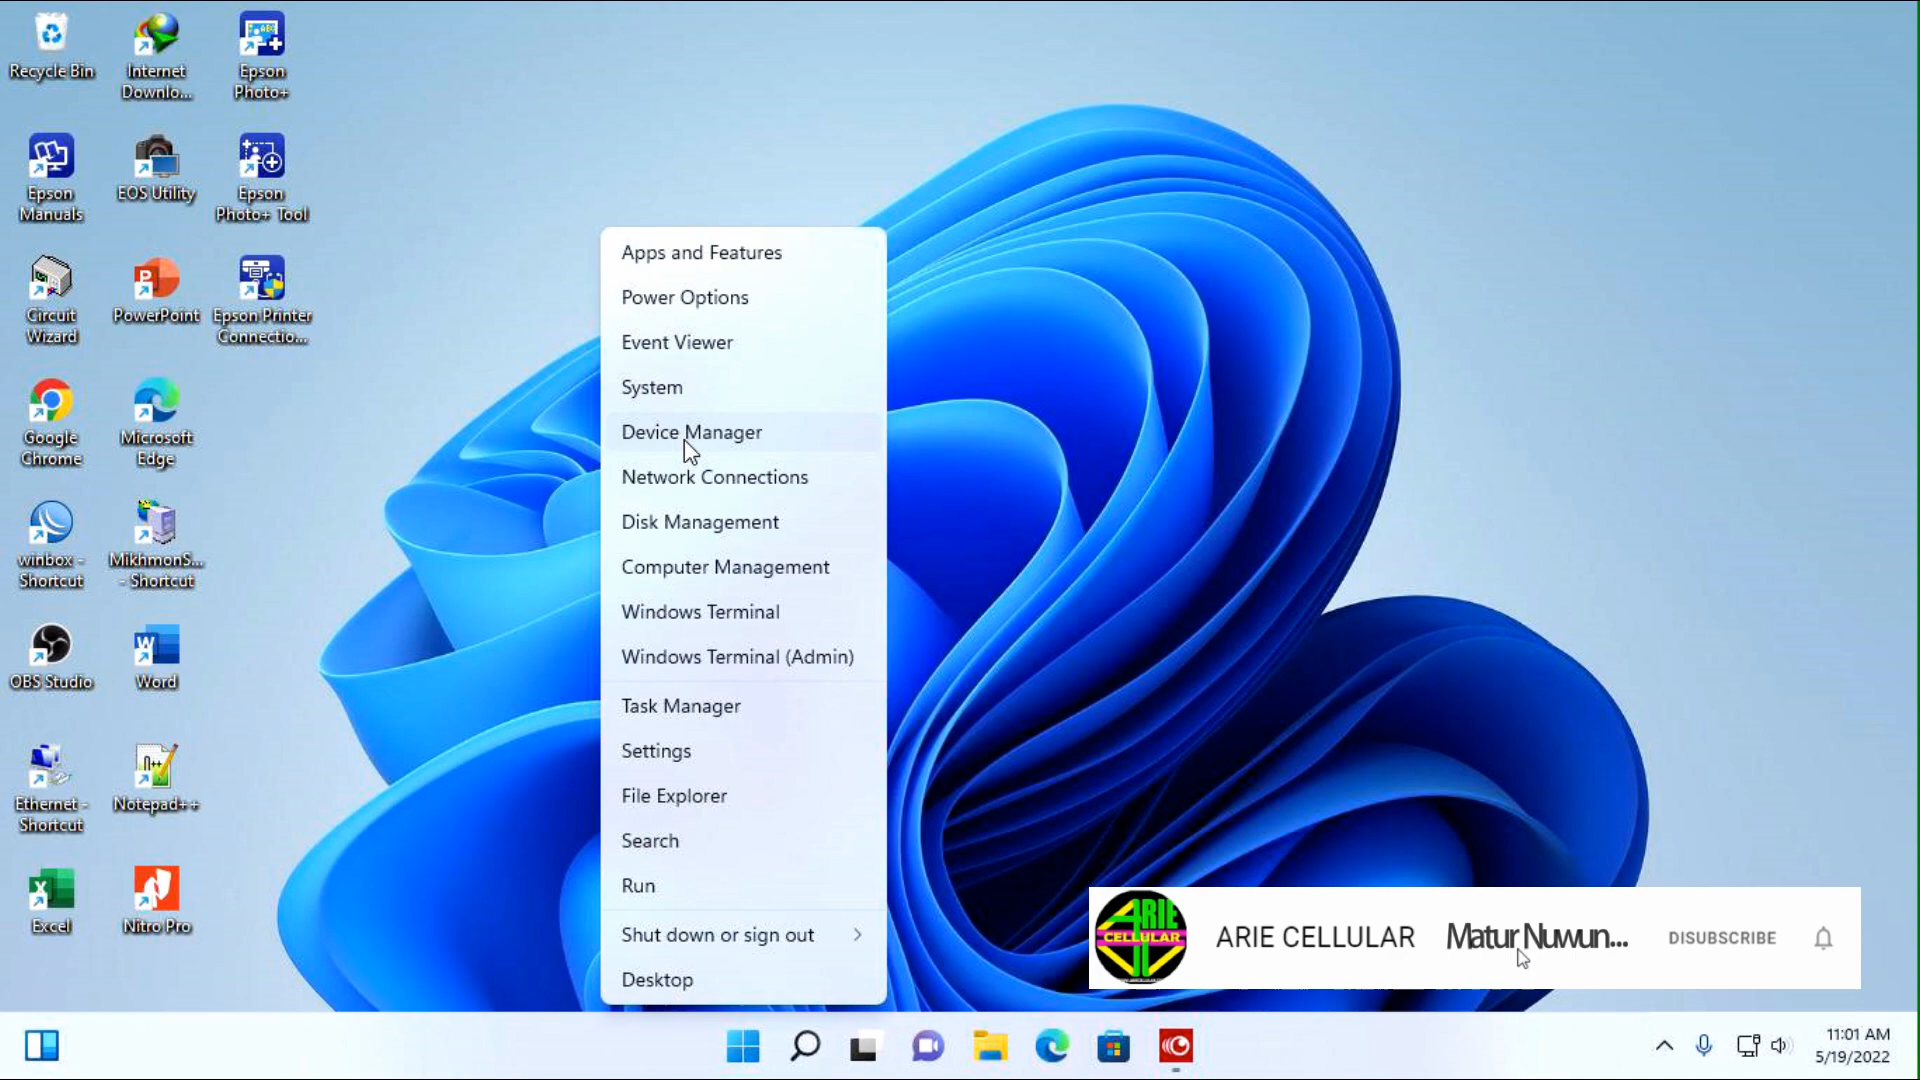 Recycle Bin
Internet
Downlo...
Epson
Photo+
Epson
Manuals
EOS Utility
Epson
Photo+ Tool
Circuit
Wizard
PowerPoint
Epson Printer
Connectio...
Google
Chrome
Microsoft
Edge
winbox -
Shortcut
MikhmonS...
- Shortcut
OBS Studio
Word
Ethernet -
Shortcut
Notepad++
Excel
Nitro Pro
Apps and Features
Power Options
Event Viewer
System
Device Manager
Network Connections
Disk Management
Computer Management
Windows Terminal
Windows Terminal (Admin)
Task Manager
Settings
File Explorer
Search
Run
Shut down or sign out
Desktop
ARIE
CELLULAR
ARIE CELLULAR
Matur Nuwun...
DISUBSCRIBE
11:01 AM
5/19/2022